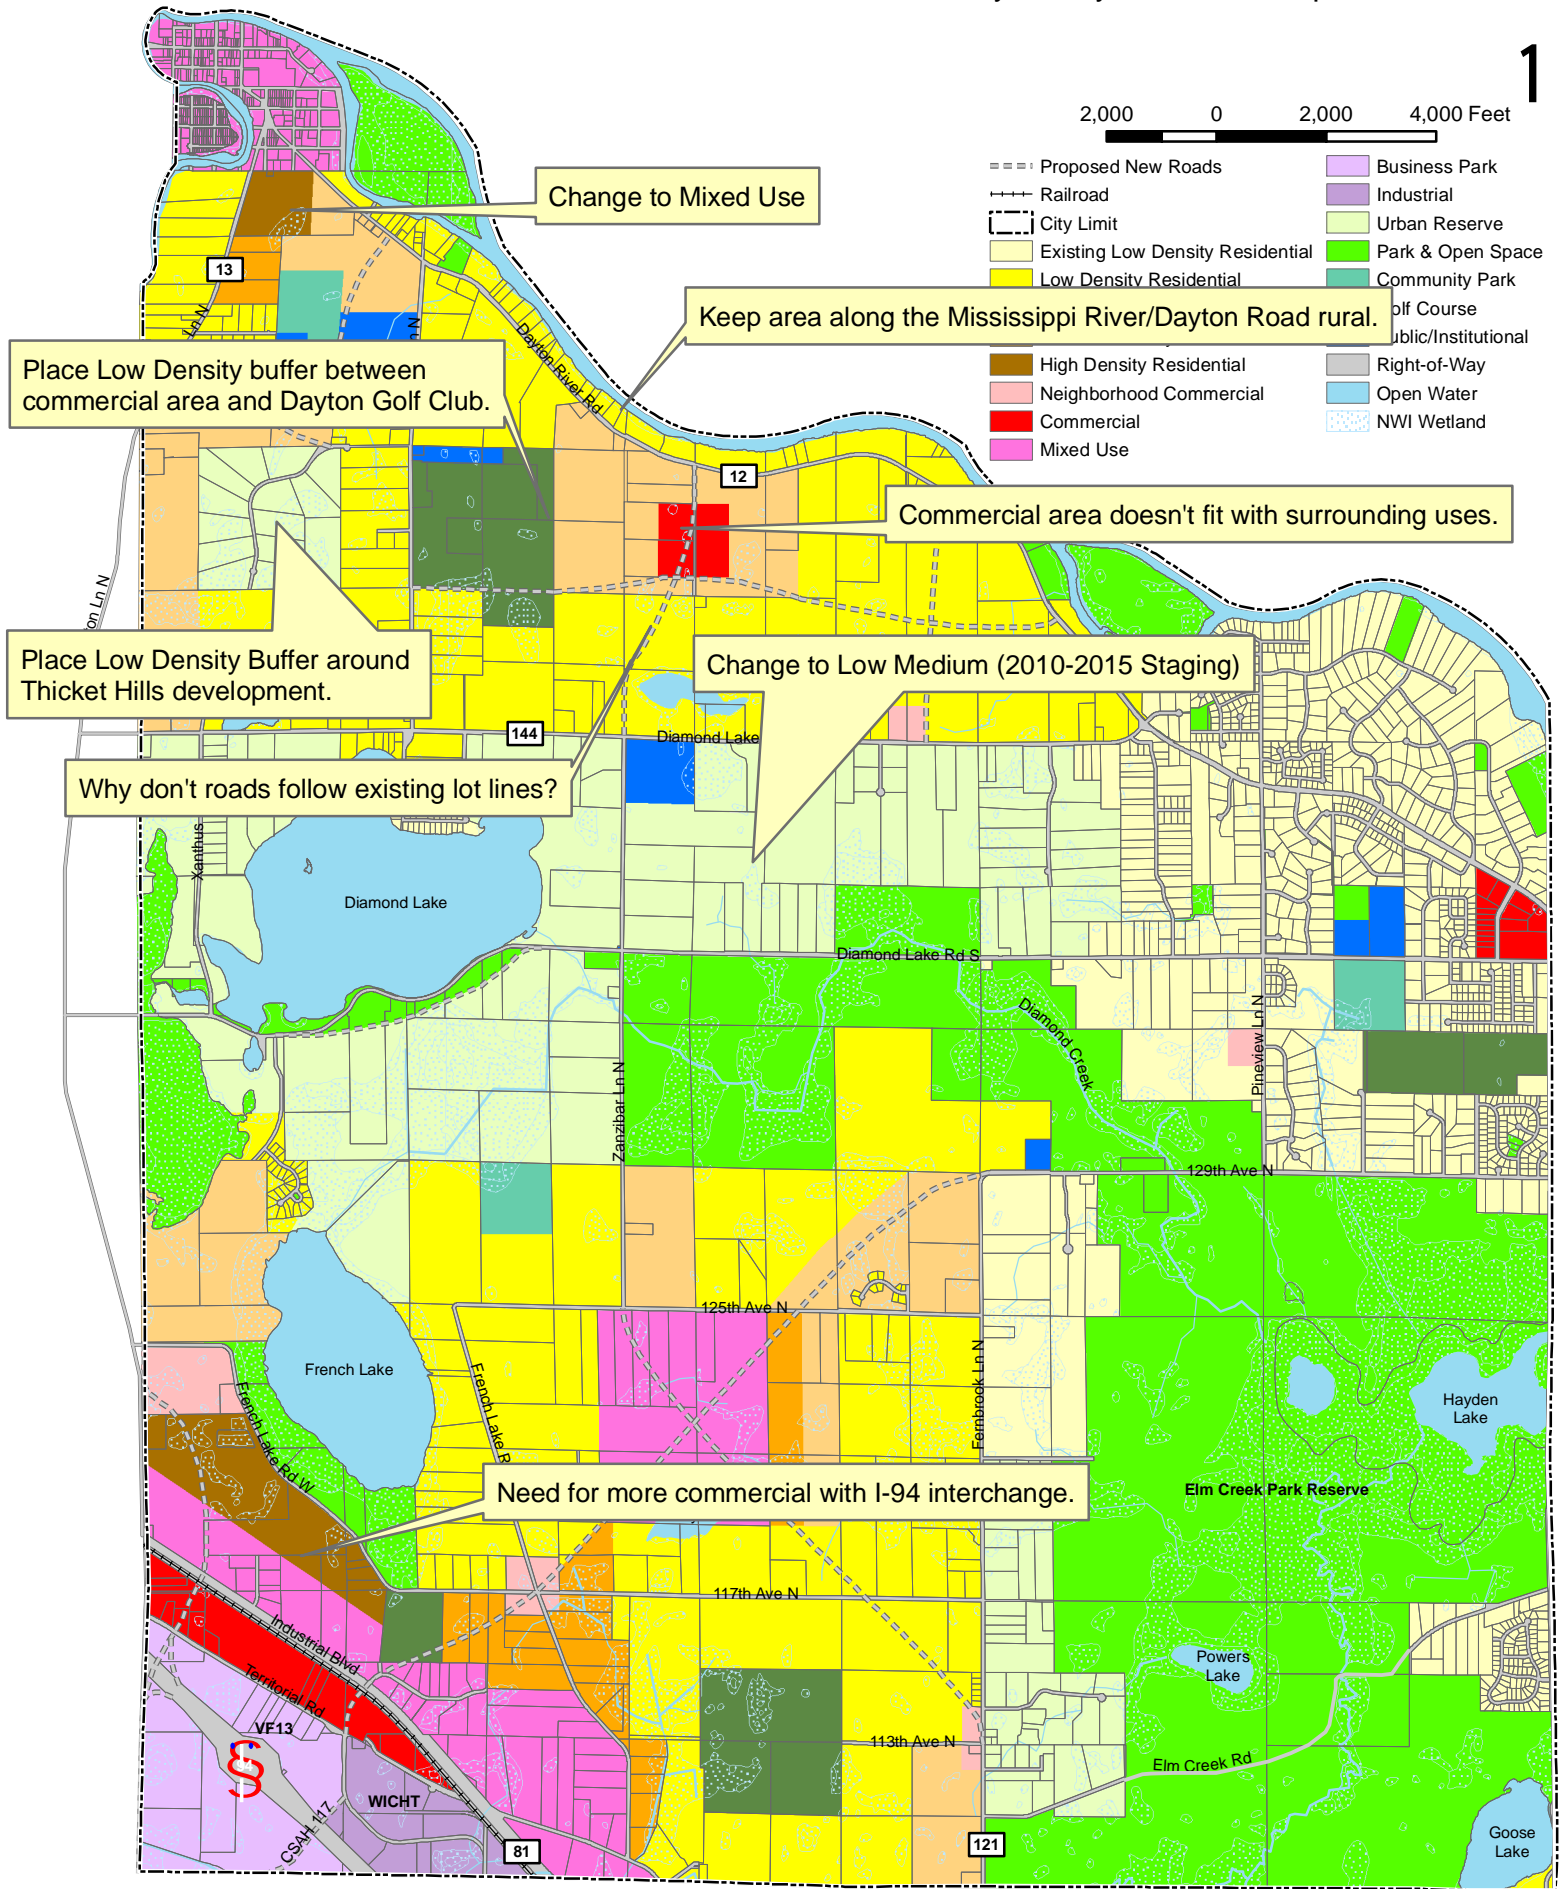 1
2,000 0 2,000 4,000 Feet
Proposed New Roads
Railroad
City Limit
Existing Low Density Residential
Low Density Residential
High Density Residential
Neighborhood Commercial
Commercial
Mixed Use
Business Park
Industrial
Urban Reserve
Park & Open Space
Community Park
olf Course
ublic/Institutional
Right-of-Way
Open Water
NWI Wetland
Change to Mixed Use
13
Ln N
N
Keep area along the Mississippi River/Dayton Road rural.
Dayton River Rd
Place Low Density buffer between
commercial area and Dayton Golf Club.
12
Commercial area doesn't fit with surrounding uses.
on Ln N
Place Low Density Buffer around
Thicket Hills development.
Change to Low Medium (2010-2015 Staging)
144
Diamond Lake
Why don't roads follow existing lot lines?
Xanthus
Diamond Lake
Diamond Lake Rd S
Diamond Creek
Pineview Ln N
Zanzibar Ln N
129th Ave N
125th Ave N
French Lake
French Lake R
Fernbrook Ln N
Hayden
Lake
French Lake Rd W
Need for more commercial with I-94 interchange.
Elm Creek Park Reserve
117th Ave N
Industrial Blvd
Territorial Rd
Powers
Lake
VF13
113th Ave N
Elm Creek Rd
WICHT
CSAH 117
81
121
Goose
Lake